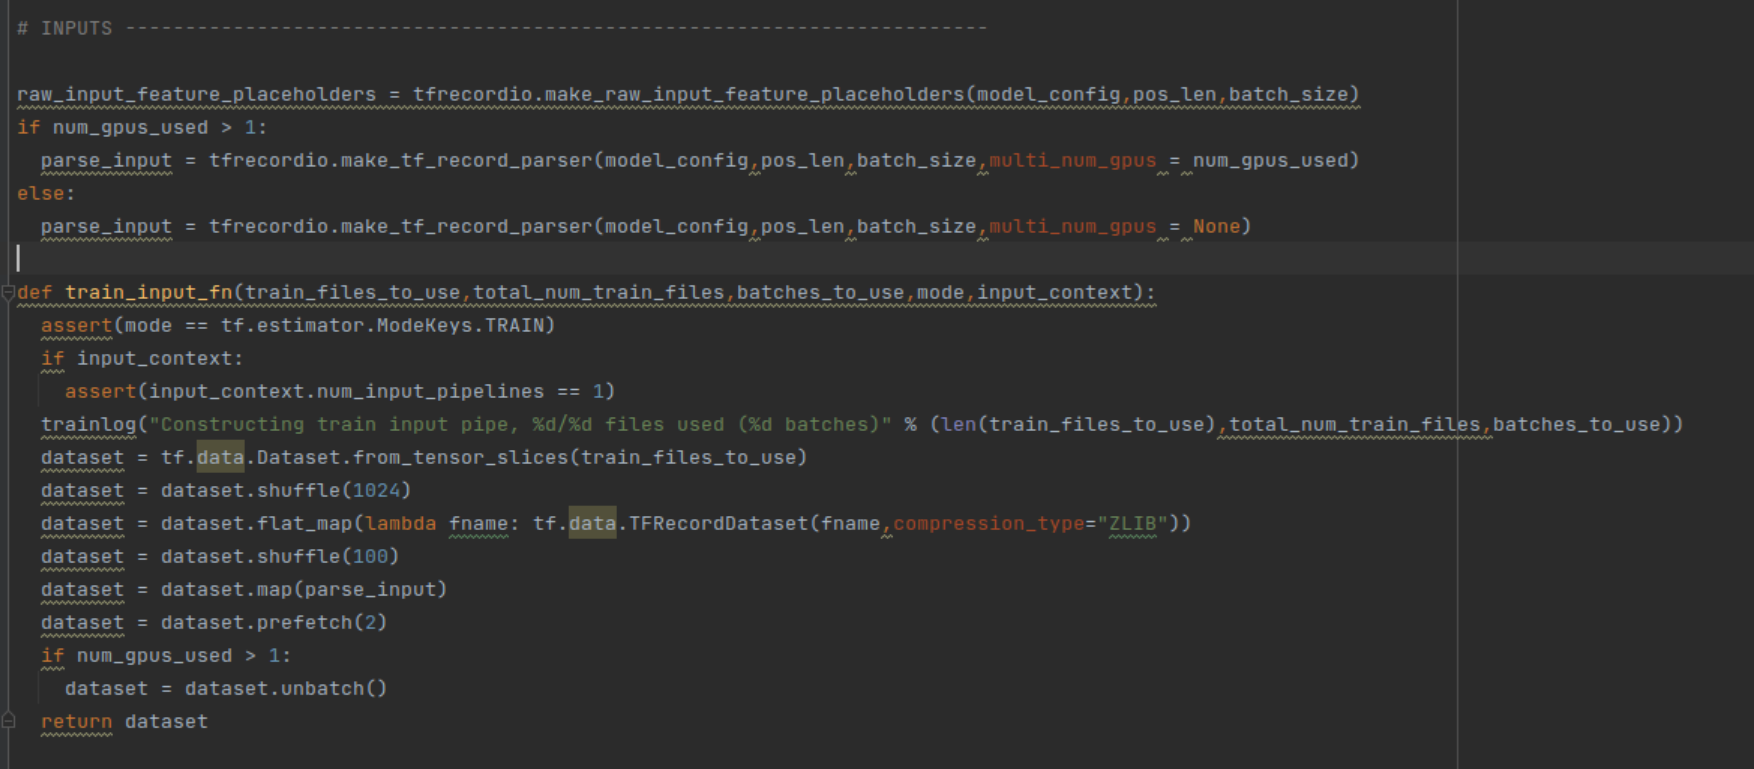 # INPUTS ------------------------------------------------------------------------
raw_input_feature_placeholders = tfrecordio.make_raw_input_feature_placeholders(model_config,pos_len,batch_size)
if num_gpus_used > 1:
  parse_input = tfrecordio.make_tf_record_parser(model_config,pos_len,batch_size,multi_num_gpus = num_gpus_used)
else:
  parse_input = tfrecordio.make_tf_record_parser(model_config,pos_len,batch_size,multi_num_gpus = None)
def train_input_fn(train_files_to_use,total_num_train_files,batches_to_use,mode,input_context):
  assert(mode == tf.estimator.ModeKeys.TRAIN)
  if input_context:
    assert(input_context.num_input_pipelines == 1)
  trainlog("Constructing train input pipe, %d/%d files used (%d batches)" % (len(train_files_to_use),total_num_train_files,batches_to_use))
  dataset = tf.data.Dataset.from_tensor_slices(train_files_to_use)
  dataset = dataset.shuffle(1024)
  dataset = dataset.flat_map(lambda fname: tf.data.TFRecordDataset(fname,compression_type="ZLIB"))
  dataset = dataset.shuffle(100)
  dataset = dataset.map(parse_input)
  dataset = dataset.prefetch(2)
  if num_gpus_used > 1:
    dataset = dataset.unbatch()
  return dataset